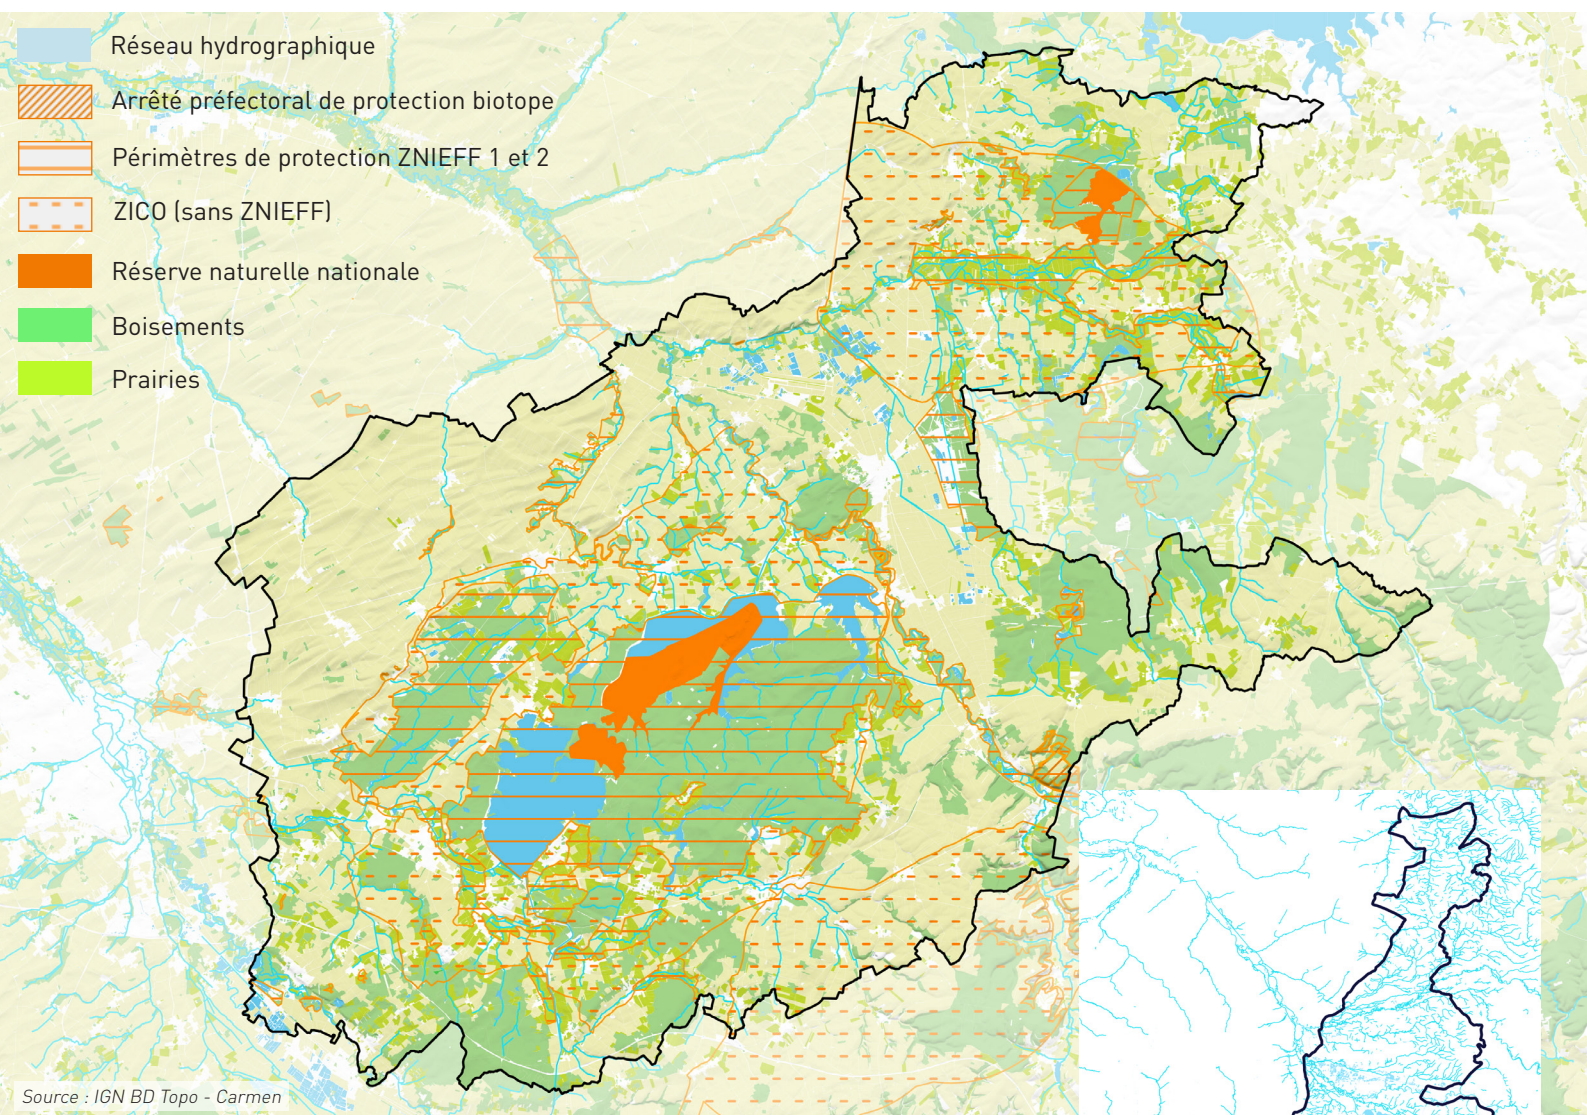 Réseau hydrographique
Arrêté préfectoral de protection biotope
Périmètres de protection ZNIEFF 1 et 2
ZICO (sans ZNIEFF)
Réserve naturelle nationale
Boisements
Prairies
Source : IGN BD Topo - Carmen